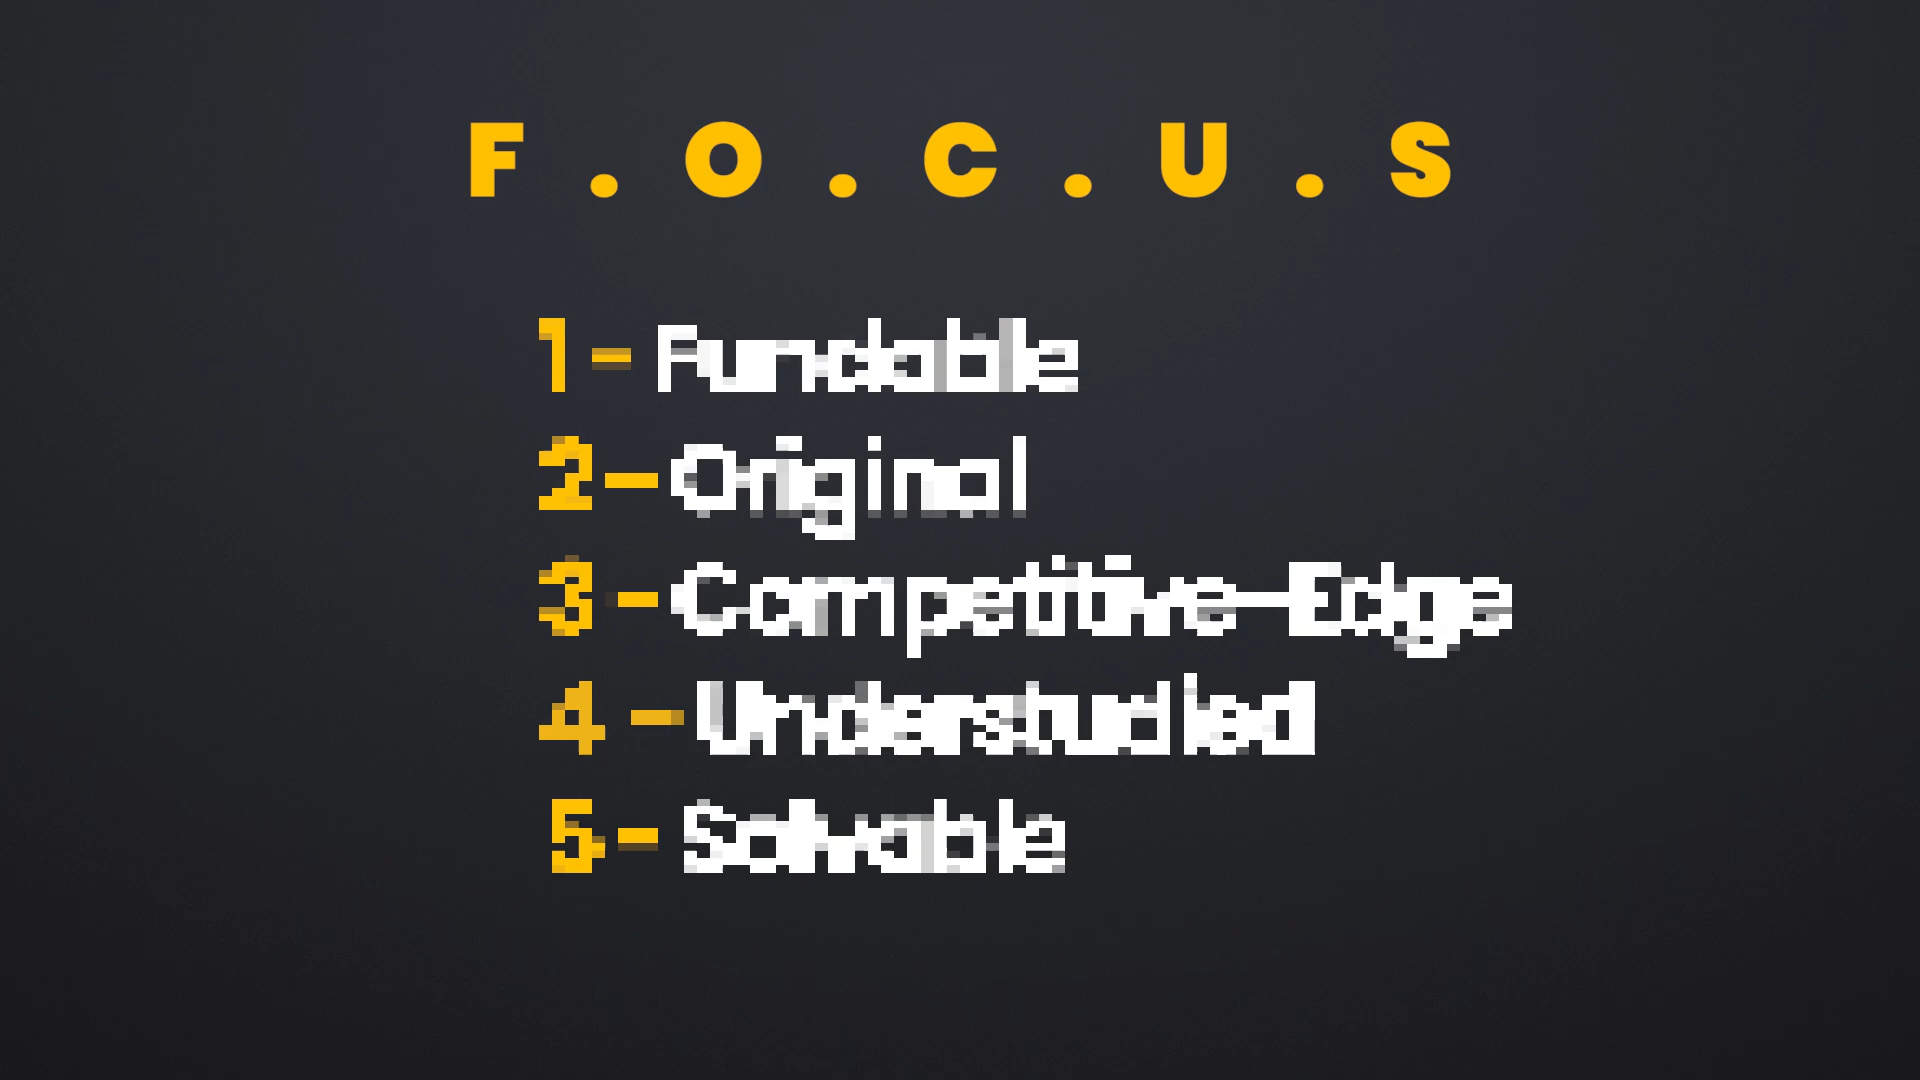 F.O.C.U.S
1- Fundable
2- Original
3- Competitive Edge
4 - Understudied
5- Solvable